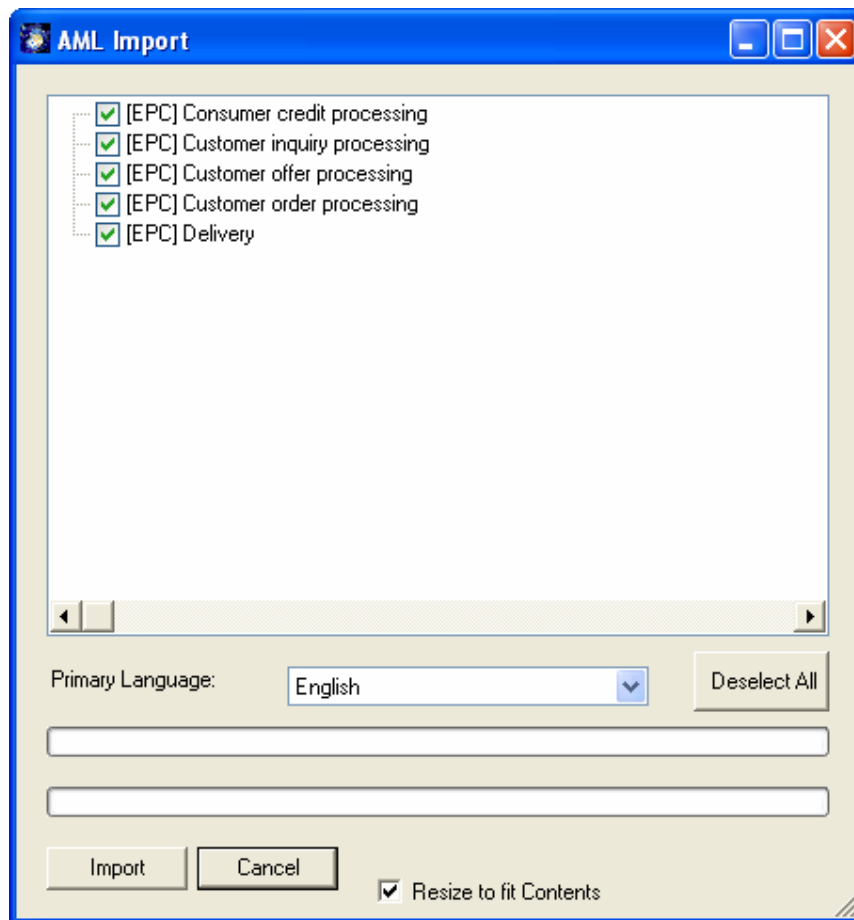 AML Import
[EPC] Consumer credit processing
[EPC] Customer inquiry processing
[EPC] Customer offer processing
[EPC] Customer order processing
[EPC] Delivery
Primary Language:
English
Deselect All
Import
Cancel
Resize to fit Contents